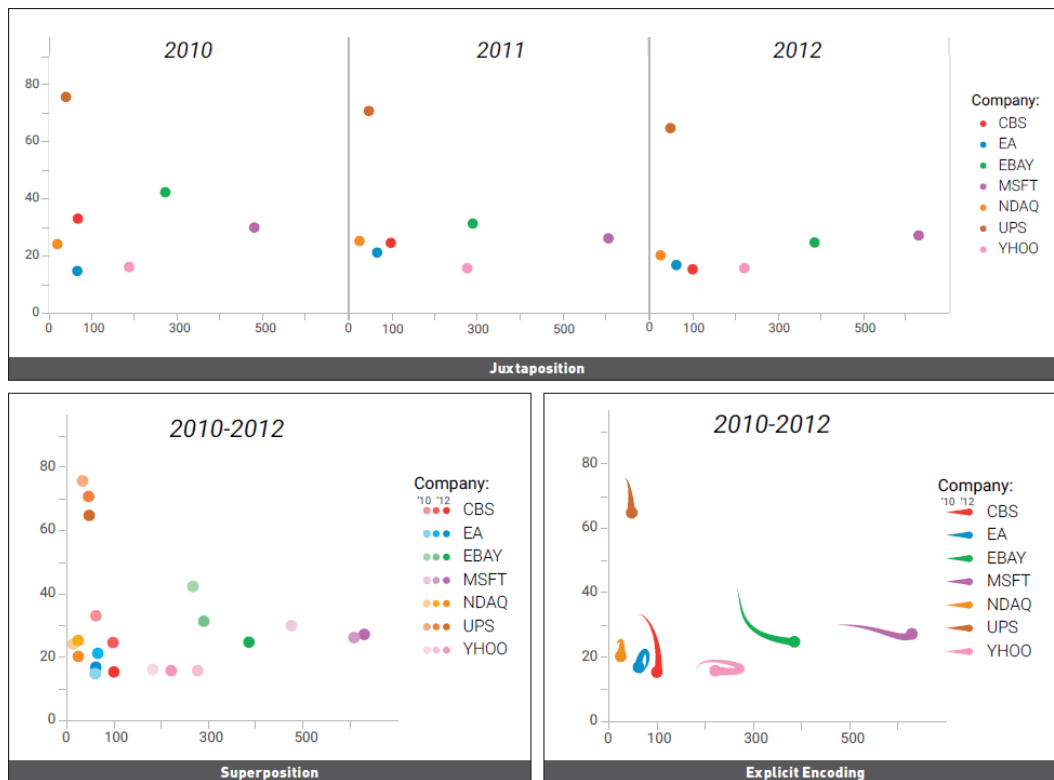 2010
2011
2012
80
60
40
20
0
0
100
300
500
0
100
300
500
0
100
300
500
Company:
CBS
EA
EBAY
MSFT
NDAQ
UPS
YHOO
Juxtaposition
2010-2012
80
60
40
20
0
0
100
300
500
Company:
'10 '12
CBS
EA
EBAY
MSFT
NDAQ
UPS
YHOO
Superposition
2010-2012
80
60
40
20
0
0
100
300
500
Company:
'10 '12
CBS
EA
EBAY
MSFT
NDAQ
UPS
YHOO
Explicit Encoding